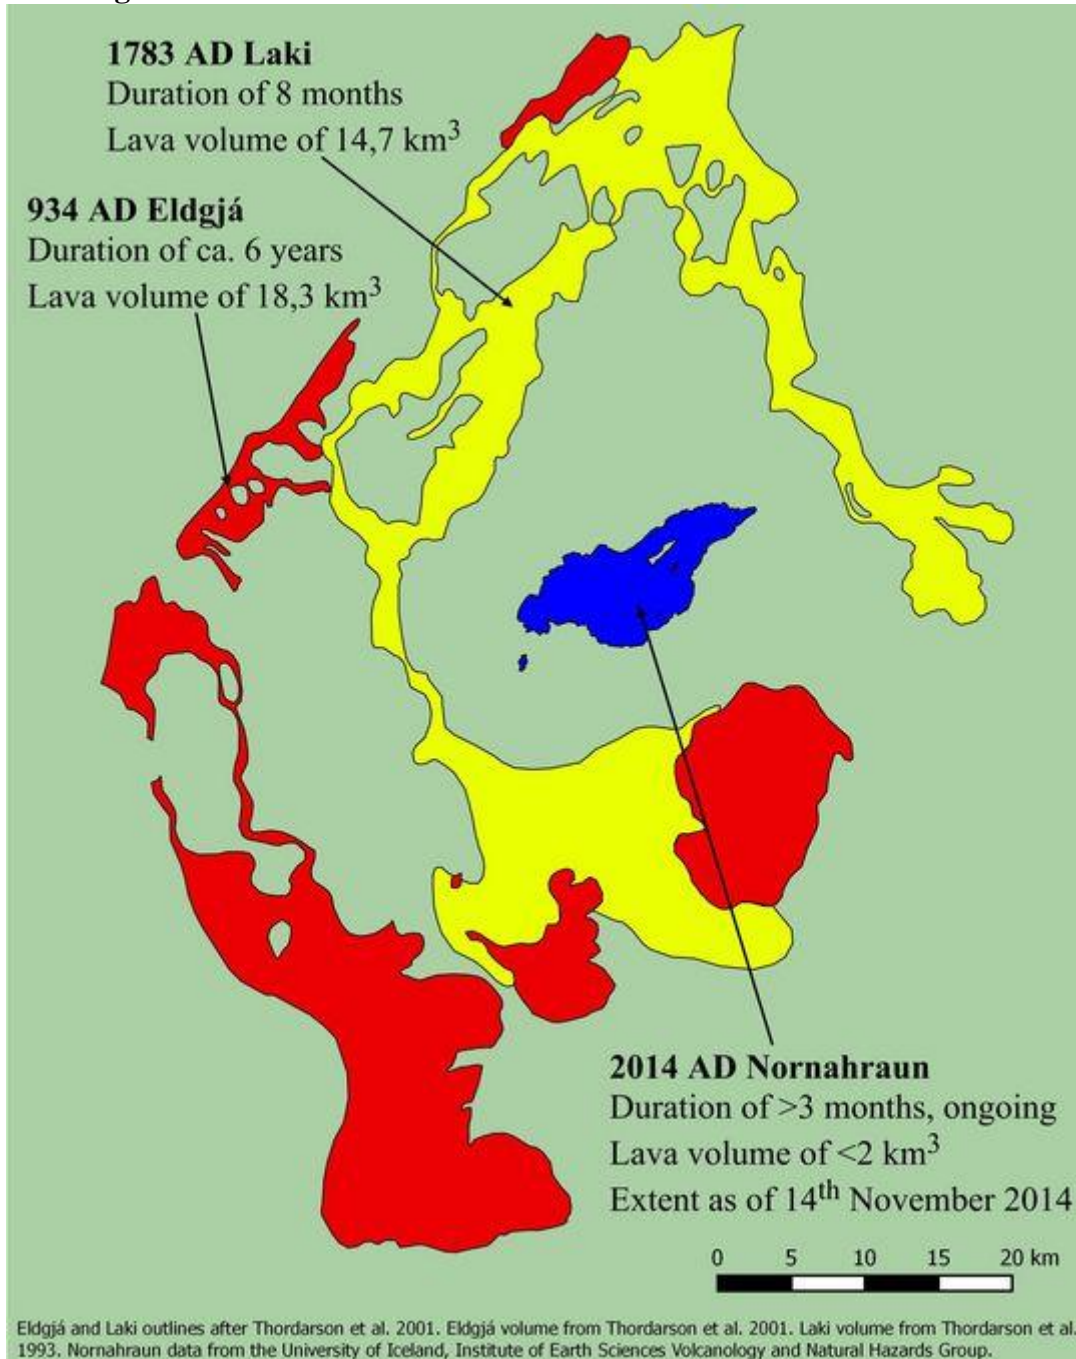 1783 AD Laki
Duration of 8 months
Lava volume of 14,7 km³
934 AD Eldgjá
Duration of ca. 6 years
Lava volume of 18,3 km³
2014 AD Nornahraun
Duration of >3 months, ongoing
Lava volume of <2 km³
Extent as of 14th November 2014
0 5 10 15 20 km
Eldgjá and Laki outlines after Thordarson et al. 2001. Eldgjá volume from Thordarson et al. 2001. Laki volume from Thordarson et al.
1993. Nornahraun data from the University of Iceland, Institute of Earth Sciences Volcanology and Natural Hazards Group.